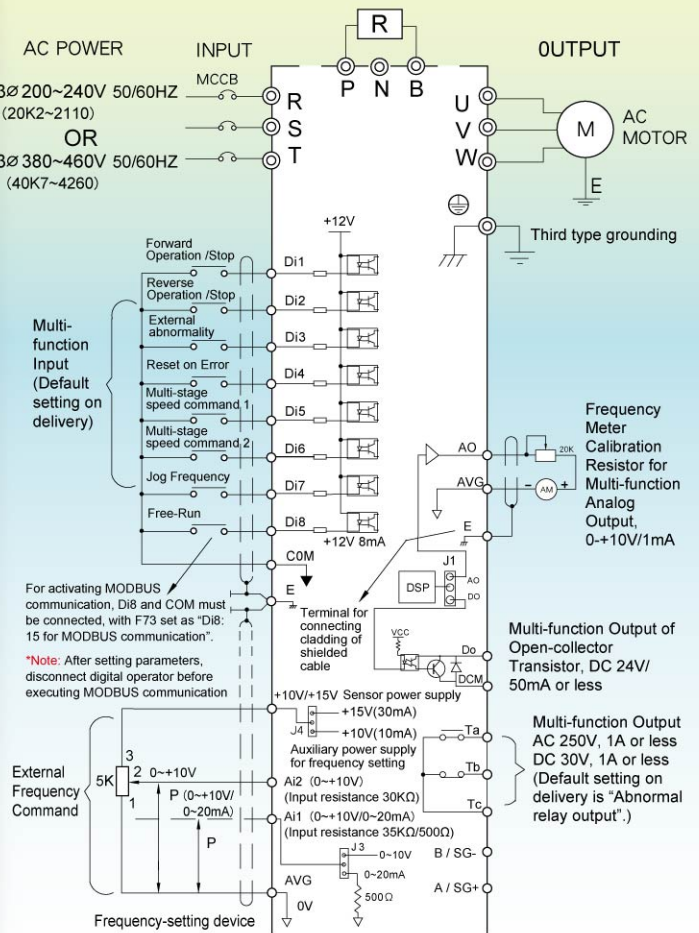 AC POWER
INPUT
OUTPUT
R
P N B
MCCB
3ø 200~240V 50/60HZ
(20K2~2110)
OR
3ø 380~460V 50/60HZ
(40K7~4260)
R
S
T
U
V
W
M
AC
MOTOR
E
Third type grounding
+12V
Forward
Operation /Stop
Di1
Reverse
Operation /Stop
Di2
External
abnormality
Di3
Reset on Error
Di4
Multi-stage
speed command 1
Di5
Multi-stage
speed command 2
Di6
Jog Frequency
Di7
Free-Run
Di8
+12V 8mA
COM
E
Multi-
function
Input
(Default
setting on
delivery)
For activating MODBUS
communication, Di8 and COM must
be connected, with F73 set as “Di8:
15 for MODBUS communication”.
*Note: After setting parameters,
disconnect digital operator before
executing MODBUS communication
AO
20K
AVG
- AM +
E
Frequency
Meter
Calibration
Resistor for
Multi-function
Analog
Output,
0-+10V/1mA
J1
DSP
AO
DO
Terminal for
connecting
cladding of
shielded
cable
VCC
Do
DCM
Multi-function Output of
Open-collector
Transistor, DC 24V/
50mA or less
+10V/+15V Sensor power supply
+15V(30mA)
J4
+10V(10mA)
Auxiliary power supply
for frequency setting
Ta
Tb
Tc
Multi-function Output
AC 250V, 1A or less
DC 30V, 1A or less
(Default setting on
delivery is “Abnormal
relay output”.)
External
Frequency
Command
5K
3
2
1
0~+10V
P (0~+10V/
0~20mA)
P
Ai2 (0~+10V)
(Input resistance 30KΩ)
Ai1 (0~+10V/0~20mA)
(Input resistance 35KΩ/500Ω)
J3
0~10V
0~20mA
500Ω
AVG
0V
B / SG-
A / SG+
Frequency-setting device